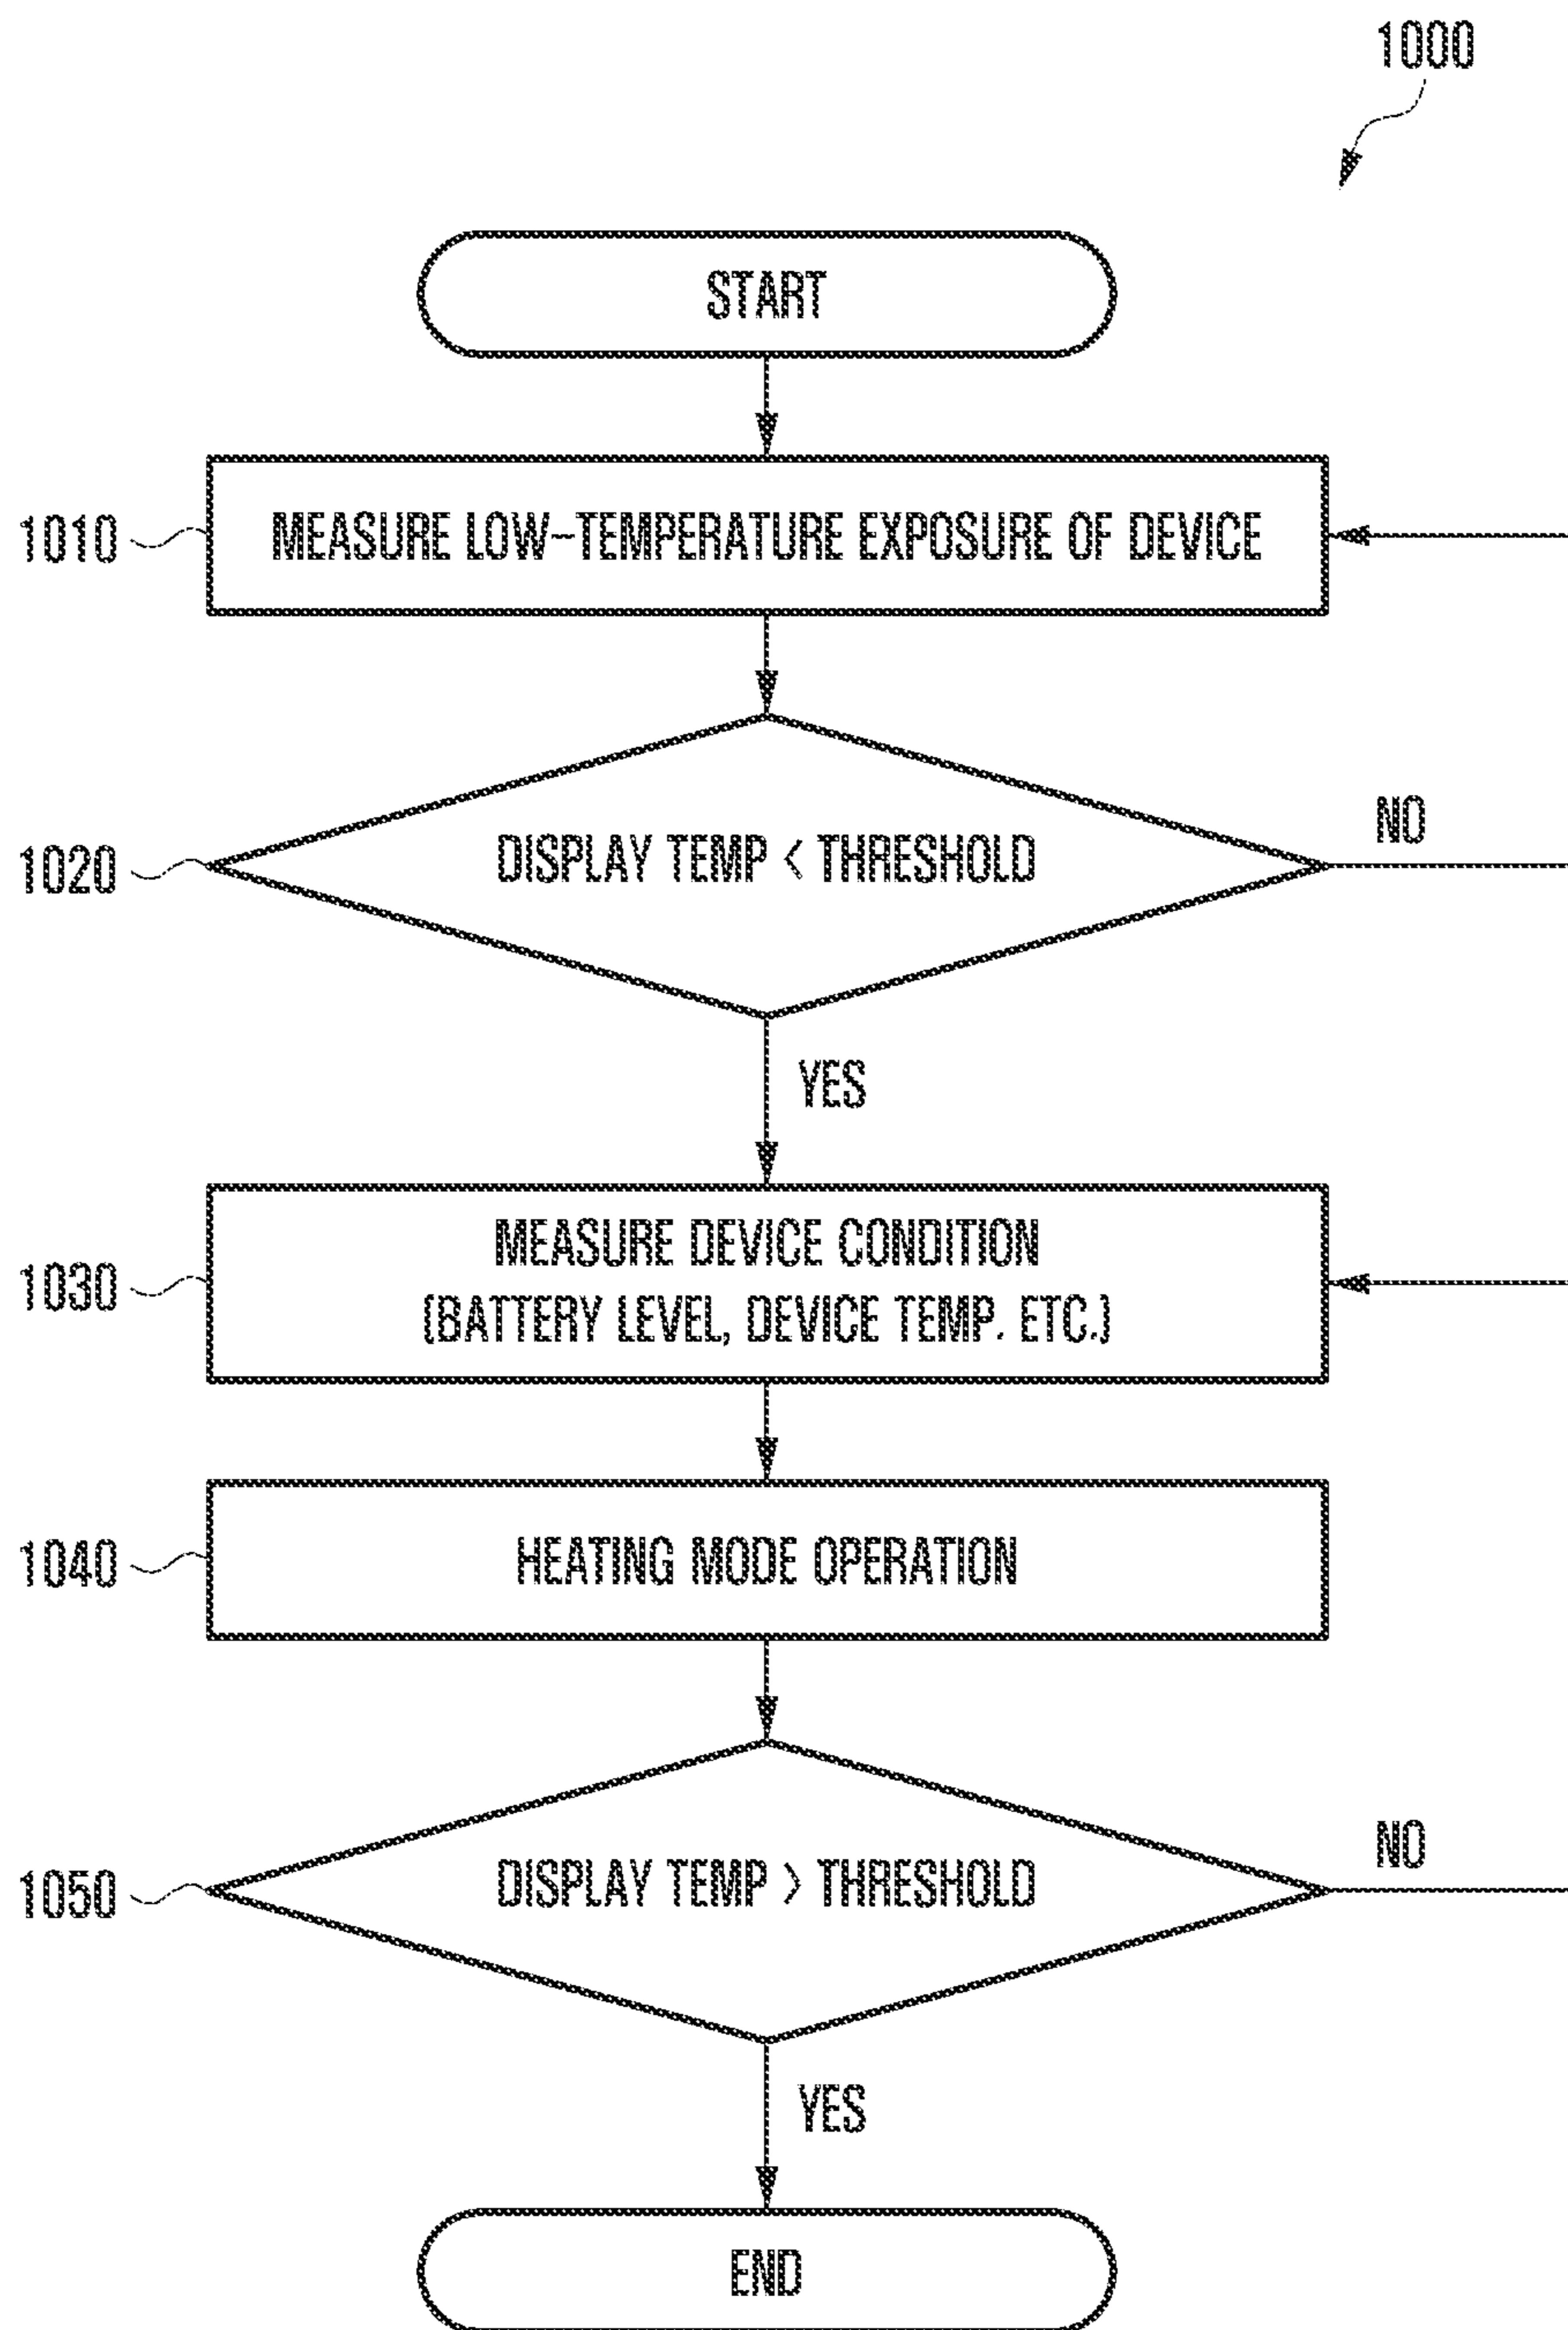 1000
START
1010
MEASURE LOW-TEMPERATURE EXPOSURE OF DEVICE
1020
DISPLAY TEMP < THRESHOLD
NO
YES
1030
MEASURE DEVICE CONDITION
(BATTERY LEVEL, DEVICE TEMP. ETC.)
1040
HEATING MODE OPERATION
1050
DISPLAY TEMP > THRESHOLD
NO
YES
END